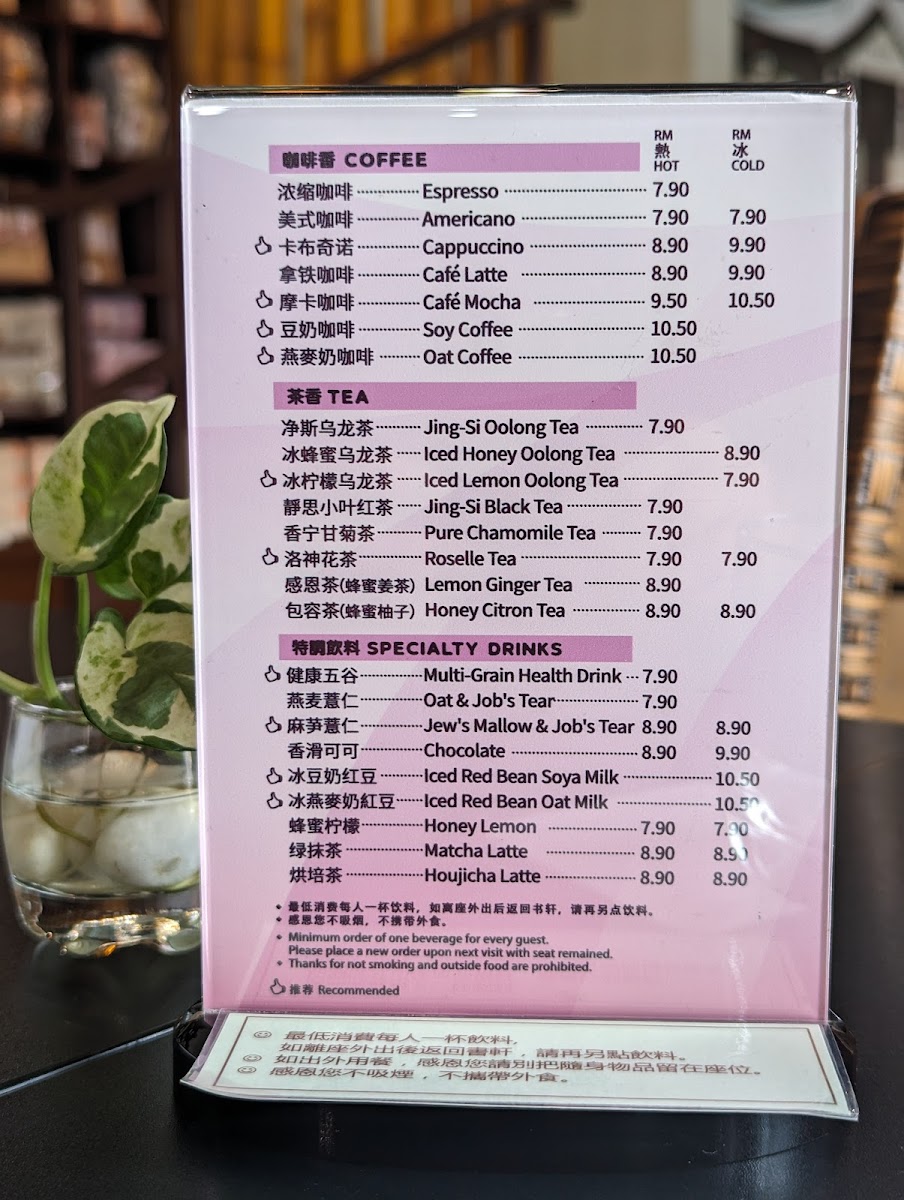 RM RM
咖啡香 COFFEE 熱 冰
HOT COLD
浓缩咖啡 Espresso 7.90
美式咖啡 Americano 7.90 7.90
卡布奇诺 Cappuccino 8.90 9.90
拿铁咖啡 Café Latte 8.90 9.90
摩卡咖啡 Café Mocha 9.50 10.50
豆奶咖啡 Soy Coffee 10.50
燕麥奶咖啡 Oat Coffee 10.50
茶香 TEA
净斯乌龙茶 Jing-Si Oolong Tea 7.90
冰蜂蜜乌龙茶 Iced Honey Oolong Tea 8.90
冰柠檬乌龙茶 Iced Lemon Oolong Tea 7.90
靜思小叶红茶 Jing-Si Black Tea 7.90
香宁甘菊茶 Pure Chamomile Tea 7.90
洛神花茶 Roselle Tea 7.90 7.90
感恩茶(蜂蜜姜茶) Lemon Ginger Tea 8.90
包容茶(蜂蜜柚子) Honey Citron Tea 8.90 8.90
特調飲料 SPECIALTY DRINKS
健康五谷 Multi-Grain Health Drink 7.90
燕麦薏仁 Oat & Job's Tear 7.90
麻笋薏仁 Jew's Mallow & Job's Tear 8.90 8.90
香滑可可 Chocolate 8.90 9.90
冰豆奶红豆 Iced Red Bean Soya Milk 10.50
冰燕麥奶紅豆 Iced Red Bean Oat Milk 10.50
蜂蜜柠檬 Honey Lemon 7.90 7.90
绿抹茶 Matcha Latte 8.90 8.90
烘培茶 Houjicha Latte 8.90 8.90
• 最低消费每人一杯饮料，如离座外出后返回书轩，请再另点饮料。
• 感恩您不吸烟，不携带外食。
• Minimum order of one beverage for every guest.
Please place a new order upon next visit with seat remained.
• Thanks for not smoking and outside food are prohibited.
推荐 Recommended
☺ 最低消費每人一杯飲料，
如離座外出後返回書軒，請再另點飲料。
☺ 如出外用餐，感恩您請別把隨身物品留在座位。
☺ 感恩您不吸煙，不攜帶外食。